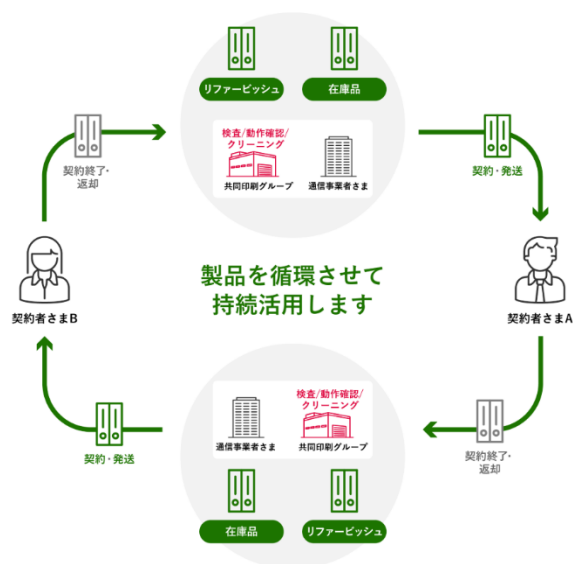 リファービッシュ
在庫品
検査/動作確認/
クリーニング
共同印刷グループ
通信事業者さま
契約終了・
返却
契約・発送
契約者さまB
製品を循環させて
持続活用します
契約者さまA
検査/動作確認/
クリーニング
通信事業者さま
共同印刷グループ
契約・発送
契約終了・
返却
在庫品
リファービッシュ